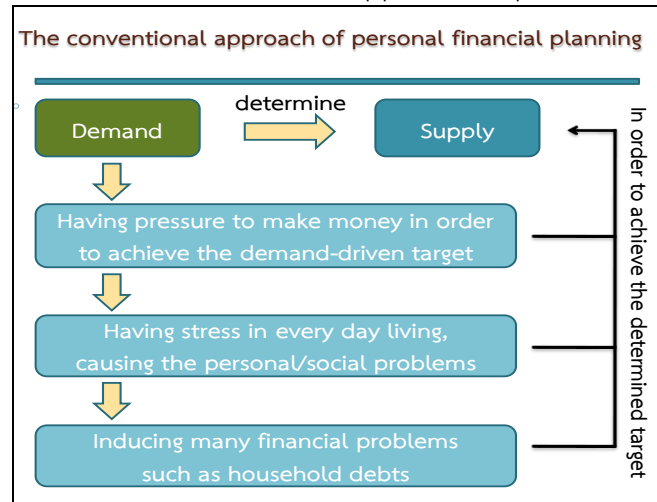 The conventional approach of personal financial planning
determine
Demand
Supply
Having pressure to make money in order
to achieve the demand-driven target
Having stress in every day living,
causing the personal/social problems
Inducing many financial problems
such as household debts
In order to achieve the determined target